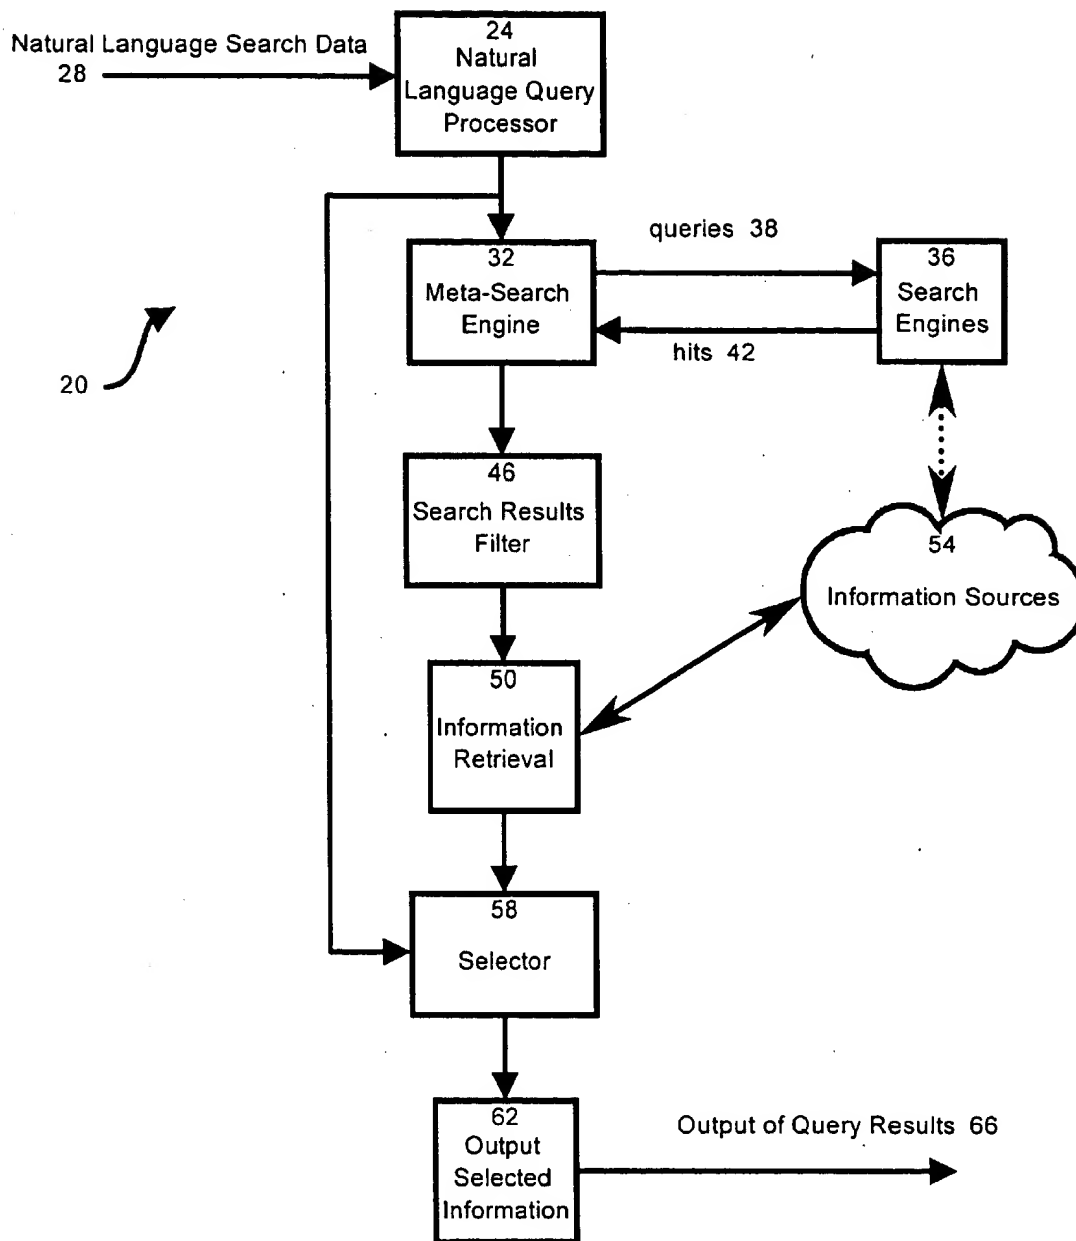 24
Natural Language Search Data
28
Natural
Language Query
Processor
queries 38
32
Meta-Search
Engine
36
Search
Engines
hits 42
20
46
Search Results
Filter
54
Information Sources
50
Information
Retrieval
58
Selector
62
Output
Selected
Information
Output of Query Results 66